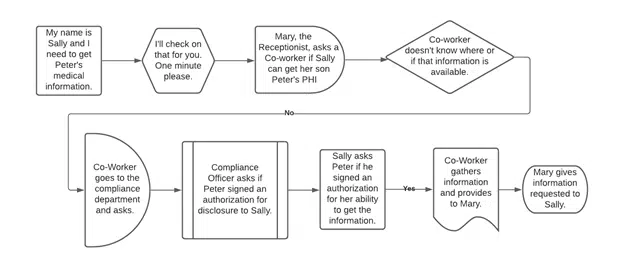 My name is
Sally and I
need to get
Peter's
medical
information.
I'll check on
that for you.
One minute
please.
Mary, the
Receptionist, asks a
Co-worker if Sally
can get her son
Peter's PHI
Co-worker
doesn't know where or
if that information is
available.
No
Co-Worker
goes to the
compliance
department
and asks.
Compliance
Officer asks if
Peter signed an
authorization for
disclosure to Sally.
Sally asks
Peter if he
signed an
authorization
for her ability
to get the
information.
Yes
Co-Worker
gathers
information
and provides
to Mary.
Mary gives
information
requested to
Sally.